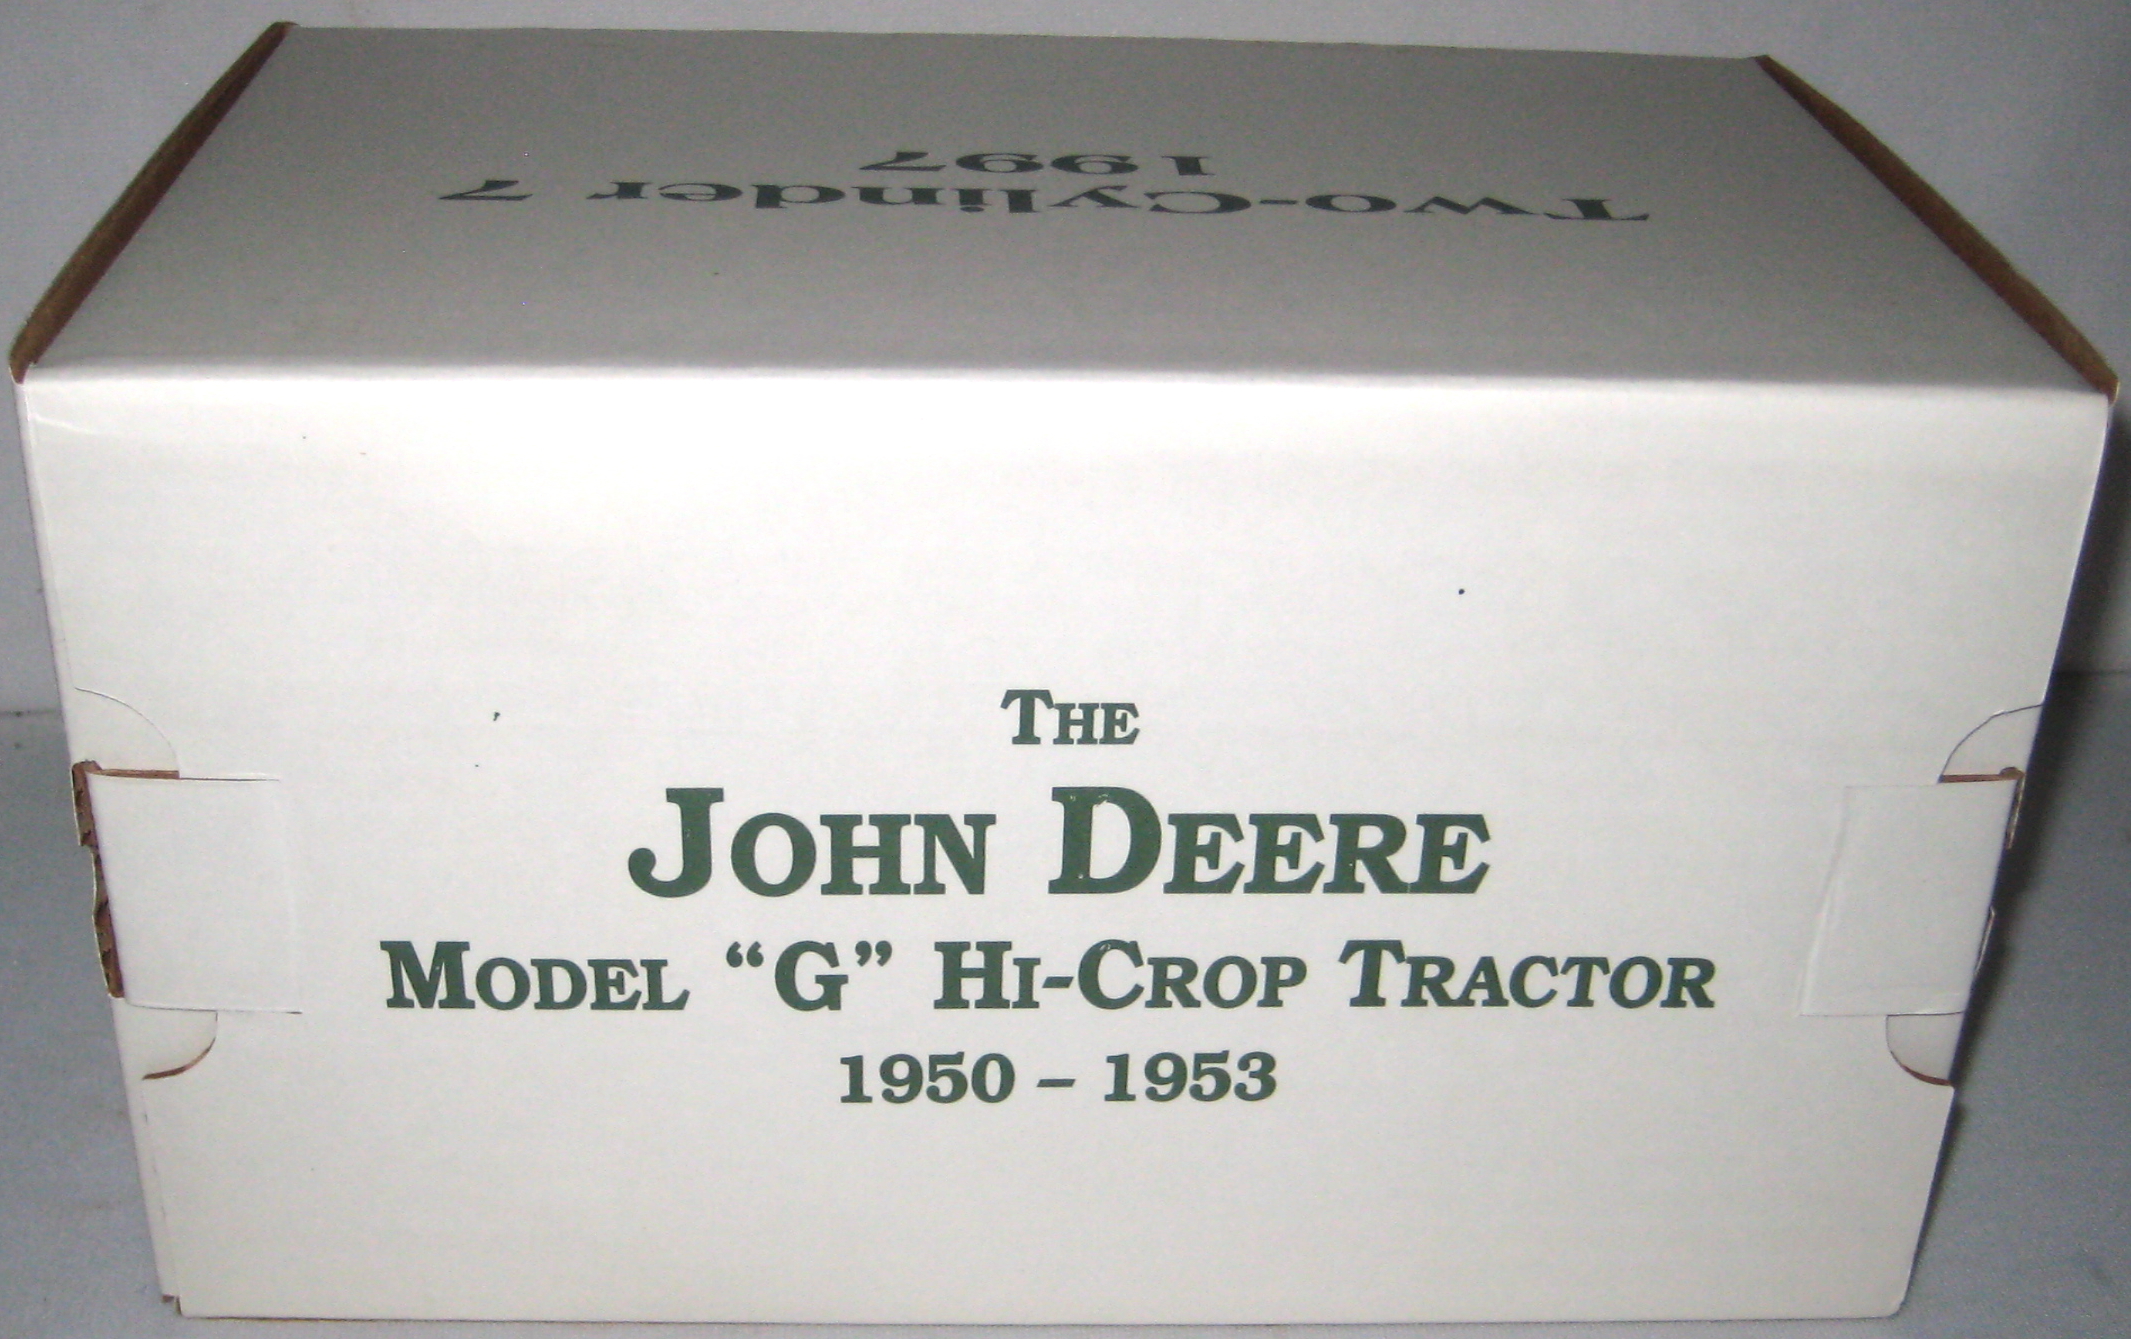 Two-Cylinder 7
1997
The
John Deere
Model “G” Hi-Crop Tractor
1950 – 1953